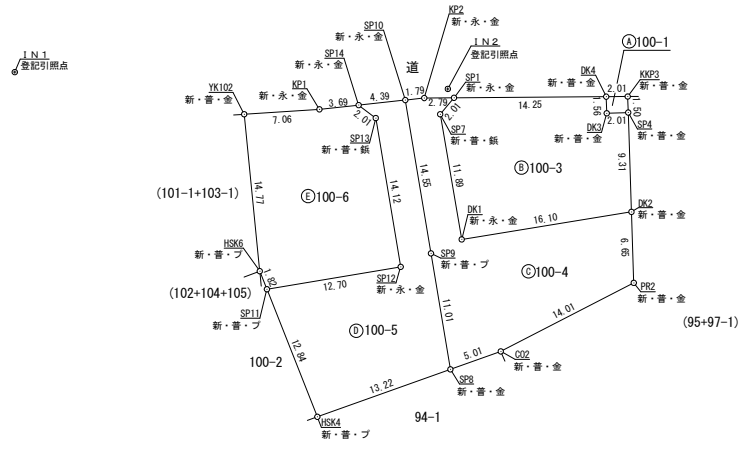 IN1
登記引照点
YK102
新・普・金
KP1
新・永・金
SP14
新・永・金
SP10
新・永・金
KP2
新・永・金
道
IN2
登記引照点
SP1
新・永・金
DK4
新・普・金
Ⓐ100-1
KKP3
新・普・金
7.06
3.69
4.39
1.79
2.79
2.01
2.01
14.25
2.01
1.56
1.50
2.01
SP13
新・普・鋲
SP7
新・普・鋲
DK3
新・普・金
SP4
新・普・金
Ⓑ100-3
9.31
(101-1+103-1)
14.77
Ⓔ100-6
14.12
14.55
11.89
DK1
新・永・金
16.10
DK2
新・普・金
HSK6
新・普・プ
1.82
SP9
新・普・プ
Ⓒ100-4
6.65
(102+104+105)
12.70
SP12
新・永・金
PR2
新・普・金
SP11
新・普・プ
Ⓓ100-5
11.01
14.01
(95+97-1)
100-2
12.84
5.01
CO2
新・普・金
13.22
SP8
新・普・金
HSK4
新・普・プ
94-1